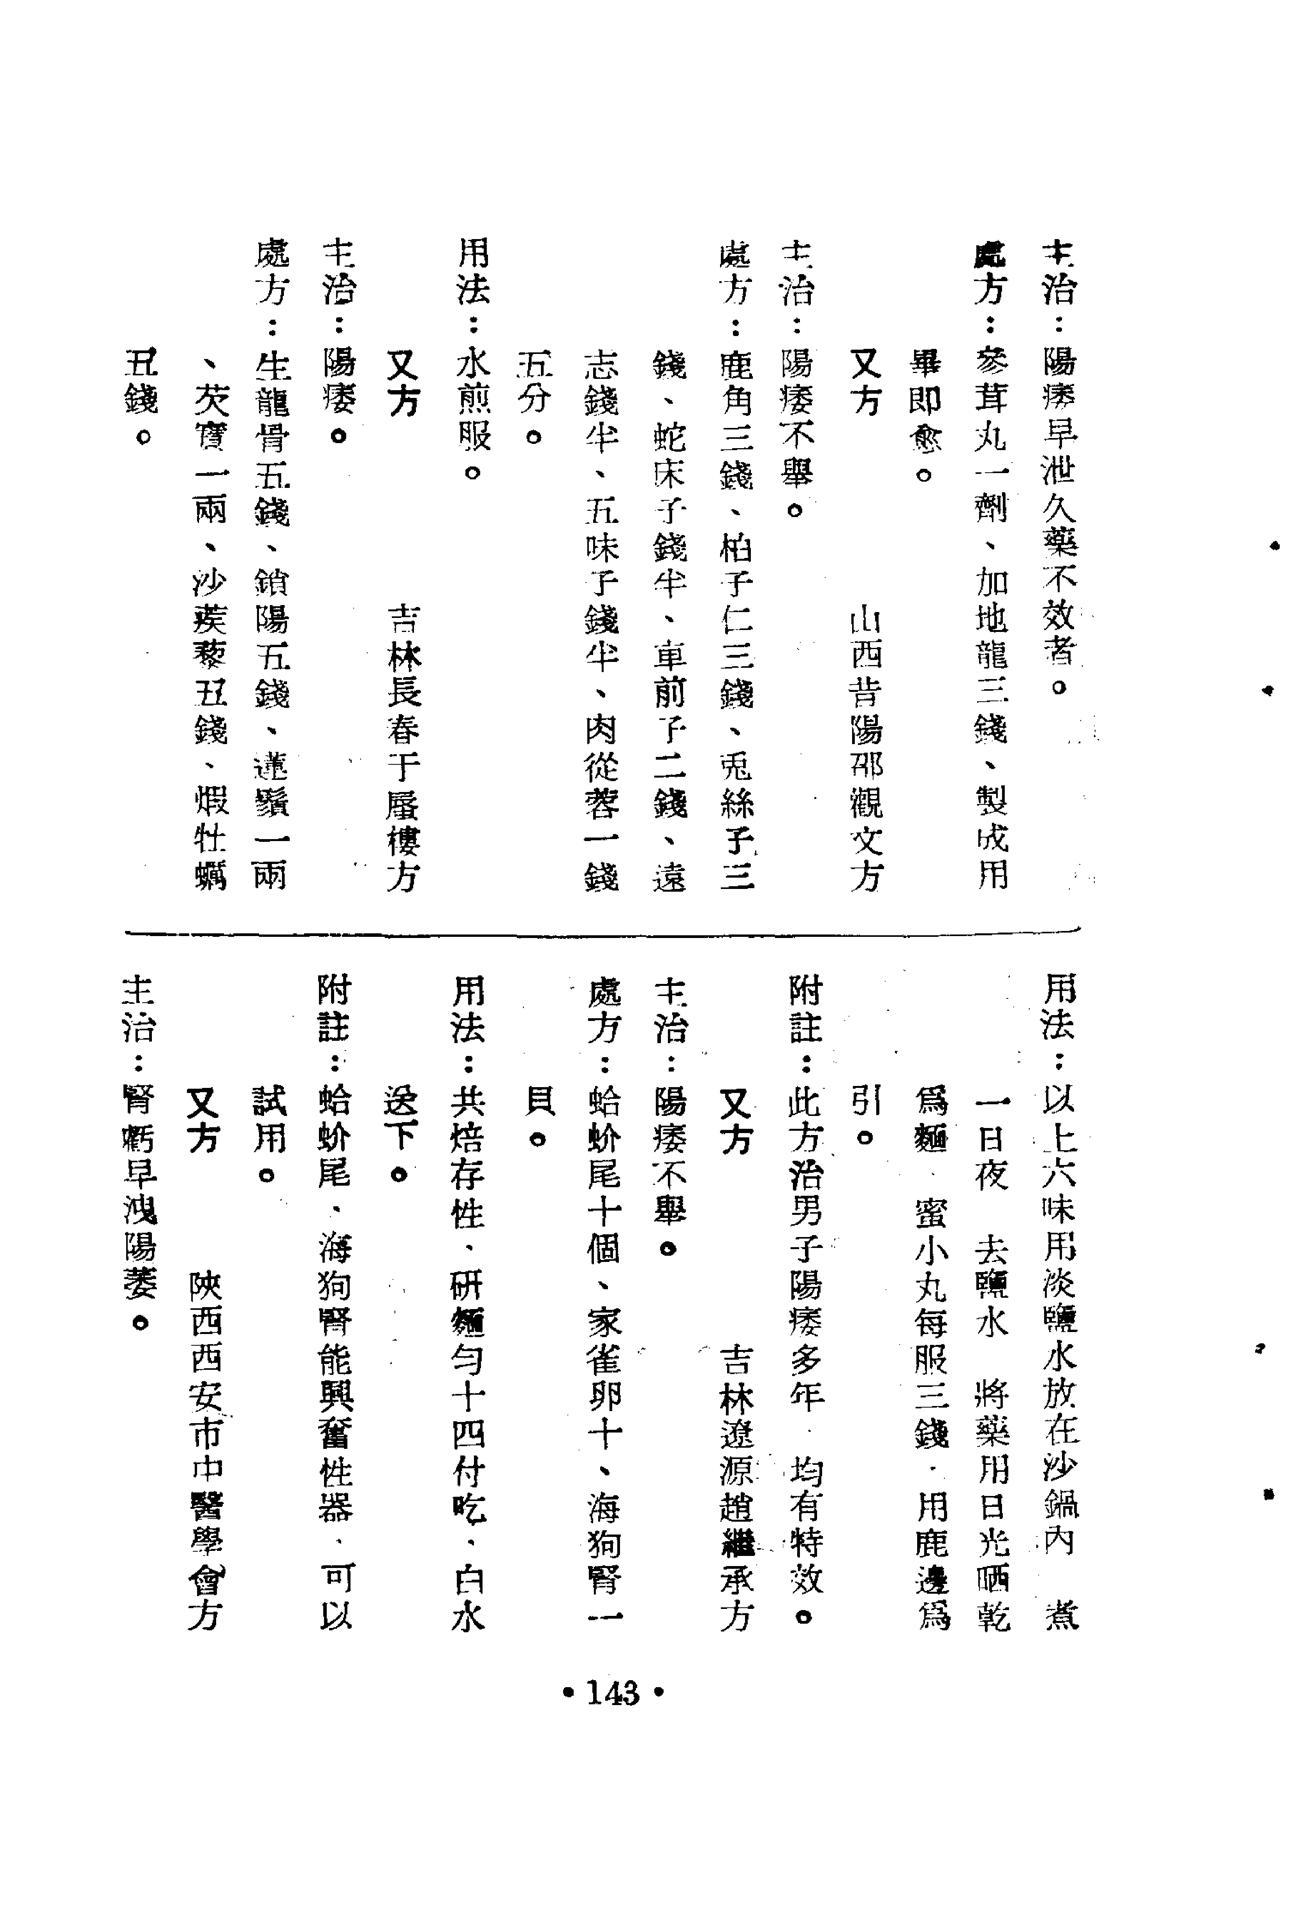 主治：陽痿早泄久藥不效者。
處方：參茸丸一劑、加地龍三錢、製成用
畢即愈。
又方　山西昔陽邵觀文方
主治：陽痿不舉。
處方：鹿角三錢、柏子仁三錢、兎絲子三
錢、蛇床子錢半、車前子二錢、遠
志錢半、五味子錢半、肉從蓉一錢
五分。
用法：水煎服。
又方　吉林長春于蜃樓方
主治：陽痿。
處方：生龍骨五錢、鎖陽五錢、蓮鬚一兩
、芡實一兩、沙蒺藜五錢、煆牡蠣
五錢。
用法：以上六味用淡鹽水放在沙鍋內　煮
一日夜　去鹽水　將藥用日光晒乾
爲麵、蜜小丸每服三錢、用鹿邊爲
引。
附註：此方治男子陽痿多年、均有特效。
又方　吉林遼源趙繼承方
主治：陽痿不舉。
處方：蛤蚧尾十個、家雀卵十、海狗腎一
具。
用法：共焙存性、研麵勻十四付吃、白水
送下。
附註：蛤蚧尾、海狗腎能興奮性器、可以
試用。
又方　陝西西安市中醫學會方
主治：腎虧早洩陽萎。
•143•